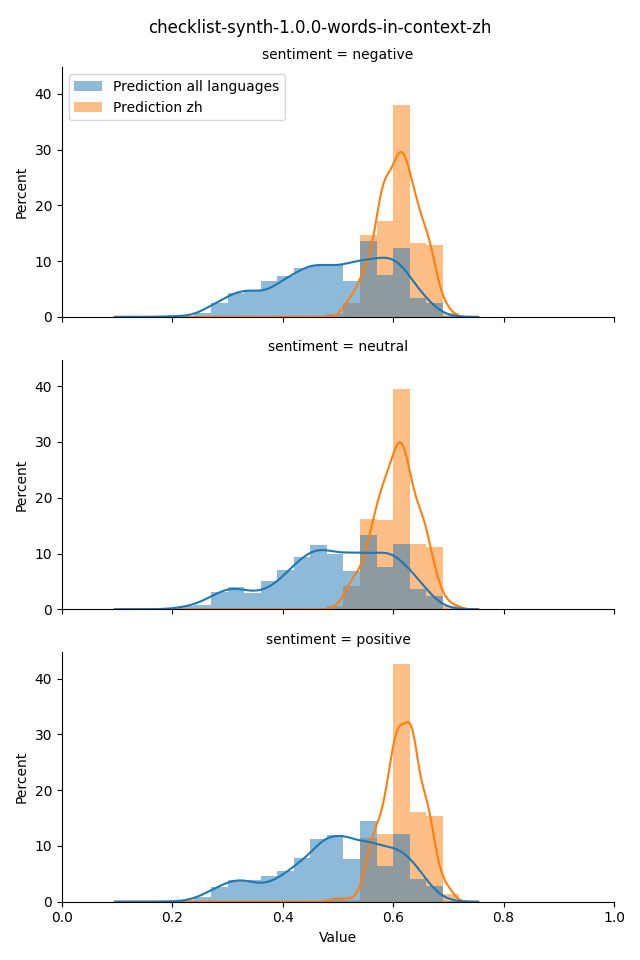 checklist-synth-1.0.0-words-in-context-zh
sentiment = negative
Prediction all languages
Prediction zh
40
30
20
10
0
Percent
sentiment = neutral
40
30
20
10
0
Percent
sentiment = positive
40
30
20
10
0
Percent
0.0 0.2 0.4 0.6 0.8 1.0
Value